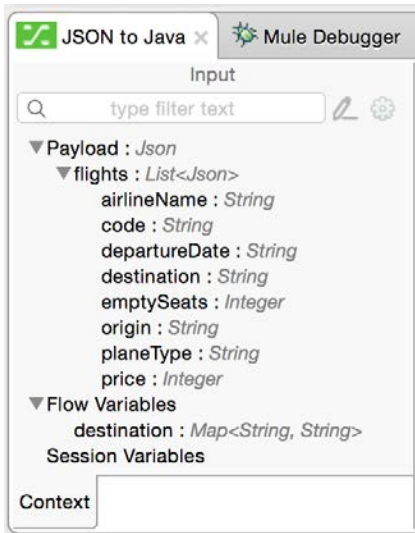 JSON to Java
Mule Debugger
Input
type filter text
Payload : Json
flights : List<Json>
airlineName : String
code : String
departureDate : String
destination : String
emptySeats : Integer
origin : String
planeType : String
price : Integer
Flow Variables
destination : Map<String, String>
Session Variables
Context